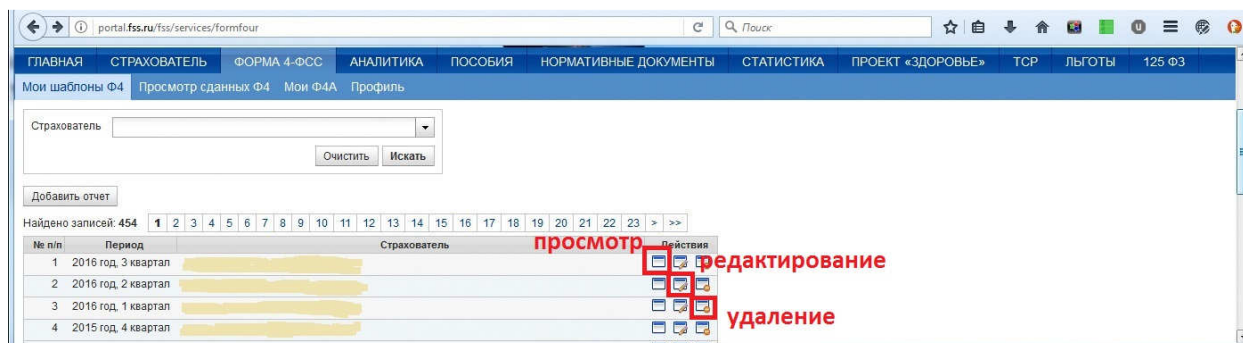 portal.fss.ru/fss/services/formfour Поиск
ГЛАВНАЯ СТРАХОВАТЕЛЬ ФОРМА 4-ФСС АНАЛИТИКА ПОСОБИЯ НОРМАТИВНЫЕ ДОКУМЕНТЫ СТАТИСТИКА ПРОЕКТ «ЗДОРОВЬЕ» ТСР ЛЬГОТЫ 125 ФЗ
Мои шаблоны Ф4 Просмотр сданных Ф4 Мои Ф4А Профиль
Страхователь
Очистить Искать
Добавить отчет
Найдено записей: 454 1 2 3 4 5 6 7 8 9 10 11 12 13 14 15 16 17 18 19 20 21 22 23 > >>
№ п/п Период Страхователь просмотр Действия
1 2016 год, 3 квартал редактирование
2 2016 год, 2 квартал
3 2016 год, 1 квартал удаление
4 2015 год, 4 квартал